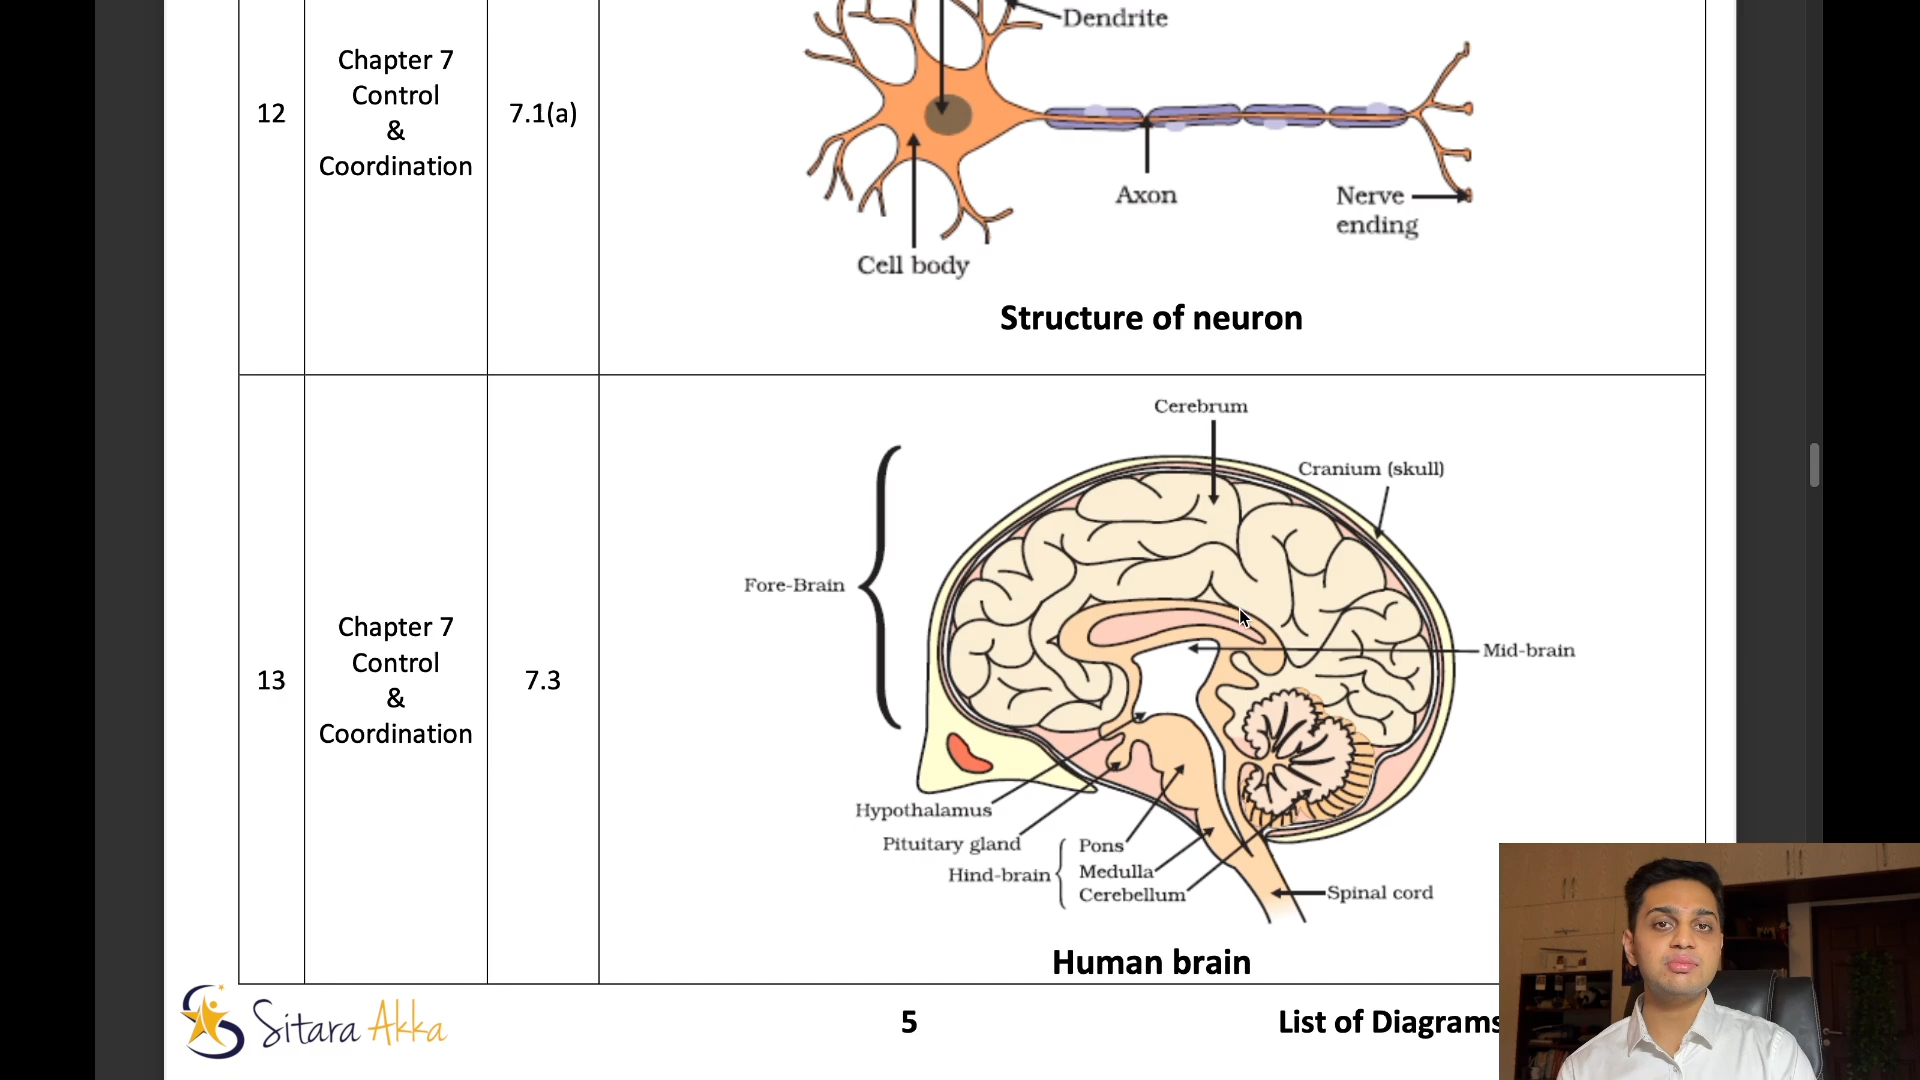 Dendrite
12
Chapter 7
Control
&
Coordination
7.1(a)
Axon
Nerve
ending
Cell body
Structure of neuron
13
Chapter 7
Control
&
Coordination
7.3
Cerebrum
Cranium (skull)
Fore-Brain
Mid-brain
Hypothalamus
Pituitary gland
Hind-brain
Pons
Medulla
Cerebellum
Spinal cord
Human brain
Sitara Akka
5
List of Diagrams